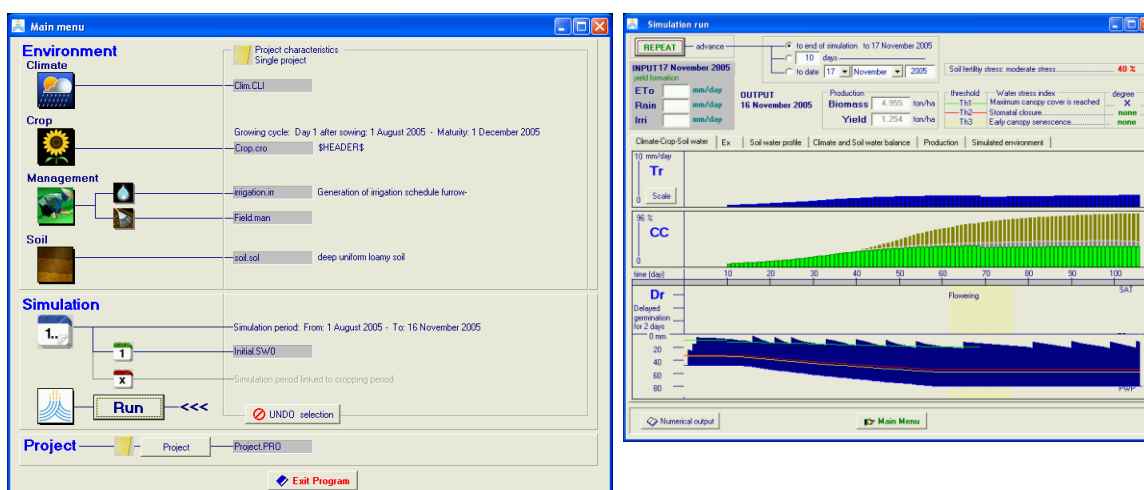 Main menu
Environment
Climate
Project characteristics
Single project
Clim.CLI
Crop
Growing cycle: Day 1 after sowing: 1 August 2005 - Maturity: 1 December 2005
Crop.cro $HEADER$
Management
irrigation.irr Generation of irrigation schedule furrow-
Field.man
Soil
soil.sol deep uniform loamy soil
Simulation
1..
Simulation period: From: 1 August 2005 - To: 16 November 2005
1
Initial.SW0
x
Simulation period linked to cropping period
Run <<<
UNDO selection
Project
Project
Project.PRO
Exit Program
Simulation run
REPEAT advance
to end of simulation to 17 November 2005
10 days
to date 17 November 2005
INPUT 17 November 2005
yield formation
ETo mm/day
Rain mm/day
Irri mm/day
OUTPUT
16 November 2005
Production
Biomass 4.955 ton/ha
Yield 1.254 ton/ha
Soil fertility stress: moderate stress 40 %
threshold Water stress index degree
Th1 Maximum canopy cover is reached X
Th2 Stomatal closure none
Th3 Early canopy senescence none
Climate-Crop-Soil water Ex Soil water profile Climate and Soil water balance Production Simulated environment
10 mm/day
Tr
0 Scale
96 %
CC
0
time (day) 10 20 30 40 50 60 70 80 90 100
Dr Flowering SAT
Delayed
germination
for 2 days
0 mm
20
40
60
80 PWP
Numerical output Main Menu